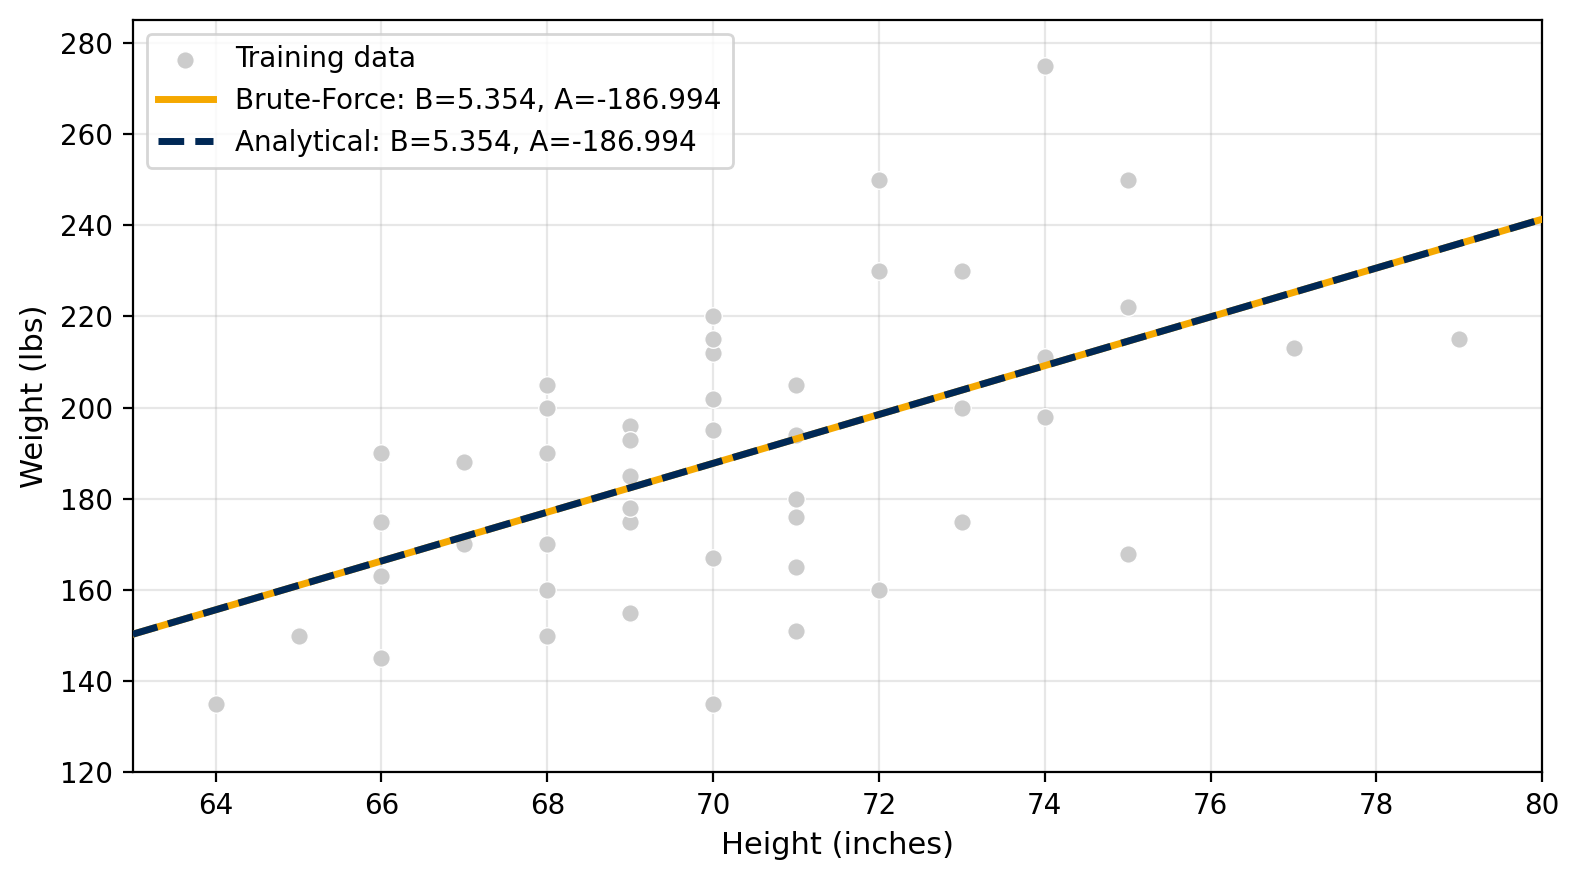 Training data
Brute-Force: B=5.354, A=-186.994
Analytical: B=5.354, A=-186.994
280
260
240
220
200
180
160
140
120
Weight (lbs)
64 66 68 70 72 74 76 78 80
Height (inches)